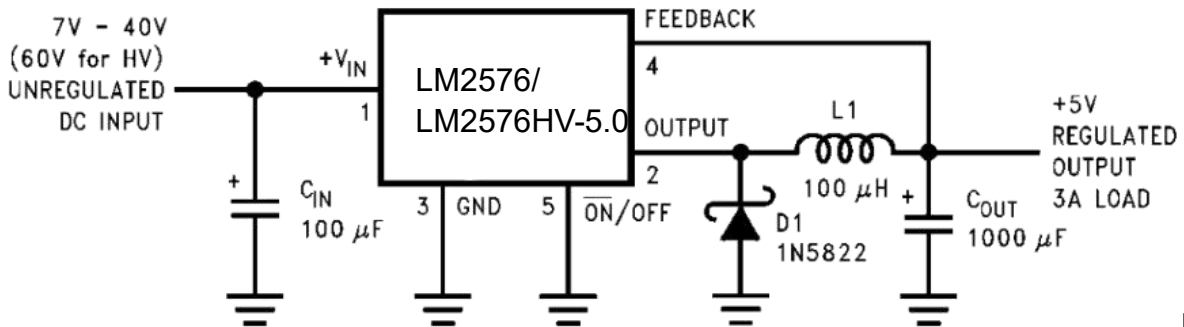 7V - 40V
(60V for HV)
UNREGULATED
DC INPUT
+VIN
1
CIN
100 μF
+
LM2576/
LM2576HV-5.0
3
GND
5
ON/OFF
FEEDBACK
4
OUTPUT
2
L1
100 μH
D1
1N5822
+
COUT
1000 μF
+5V
REGULATED
OUTPUT
3A LOAD